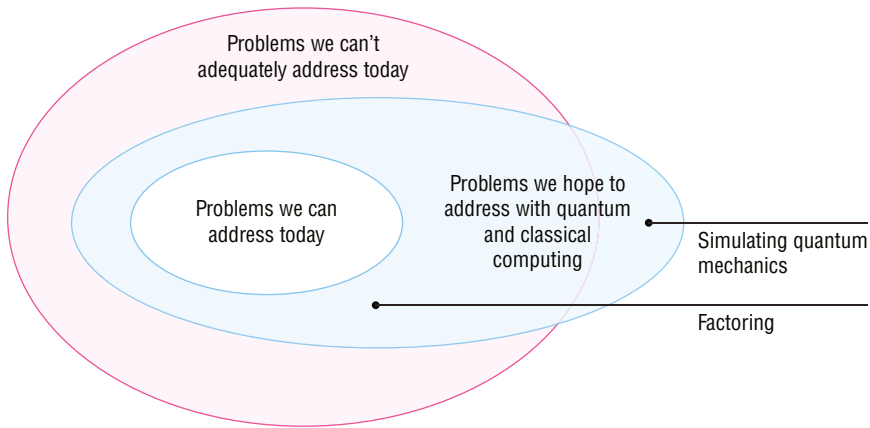 Problems we can't
adequately address today
Problems we can
address today
Problems we hope to
address with quantum
and classical
computing
Simulating quantum
mechanics
Factoring